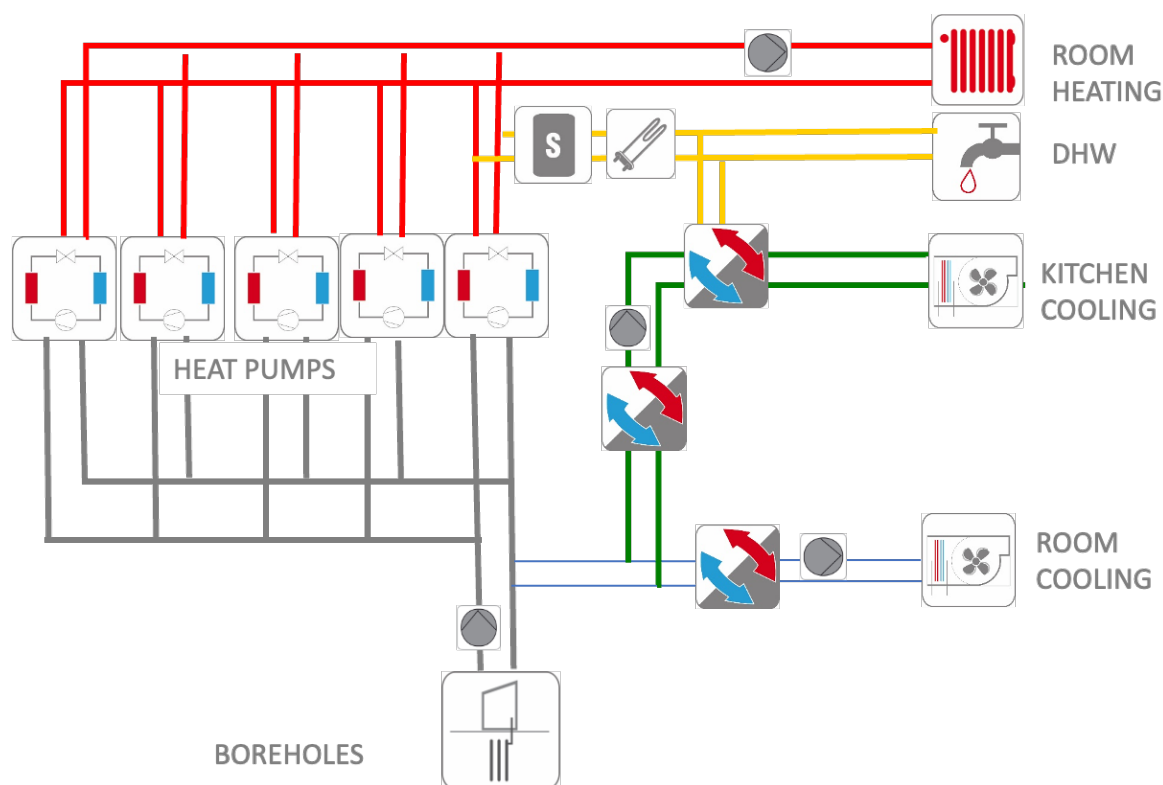 ROOM
HEATING
S
DHW
KITCHEN
COOLING
HEAT PUMPS
ROOM
COOLING
BOREHOLES